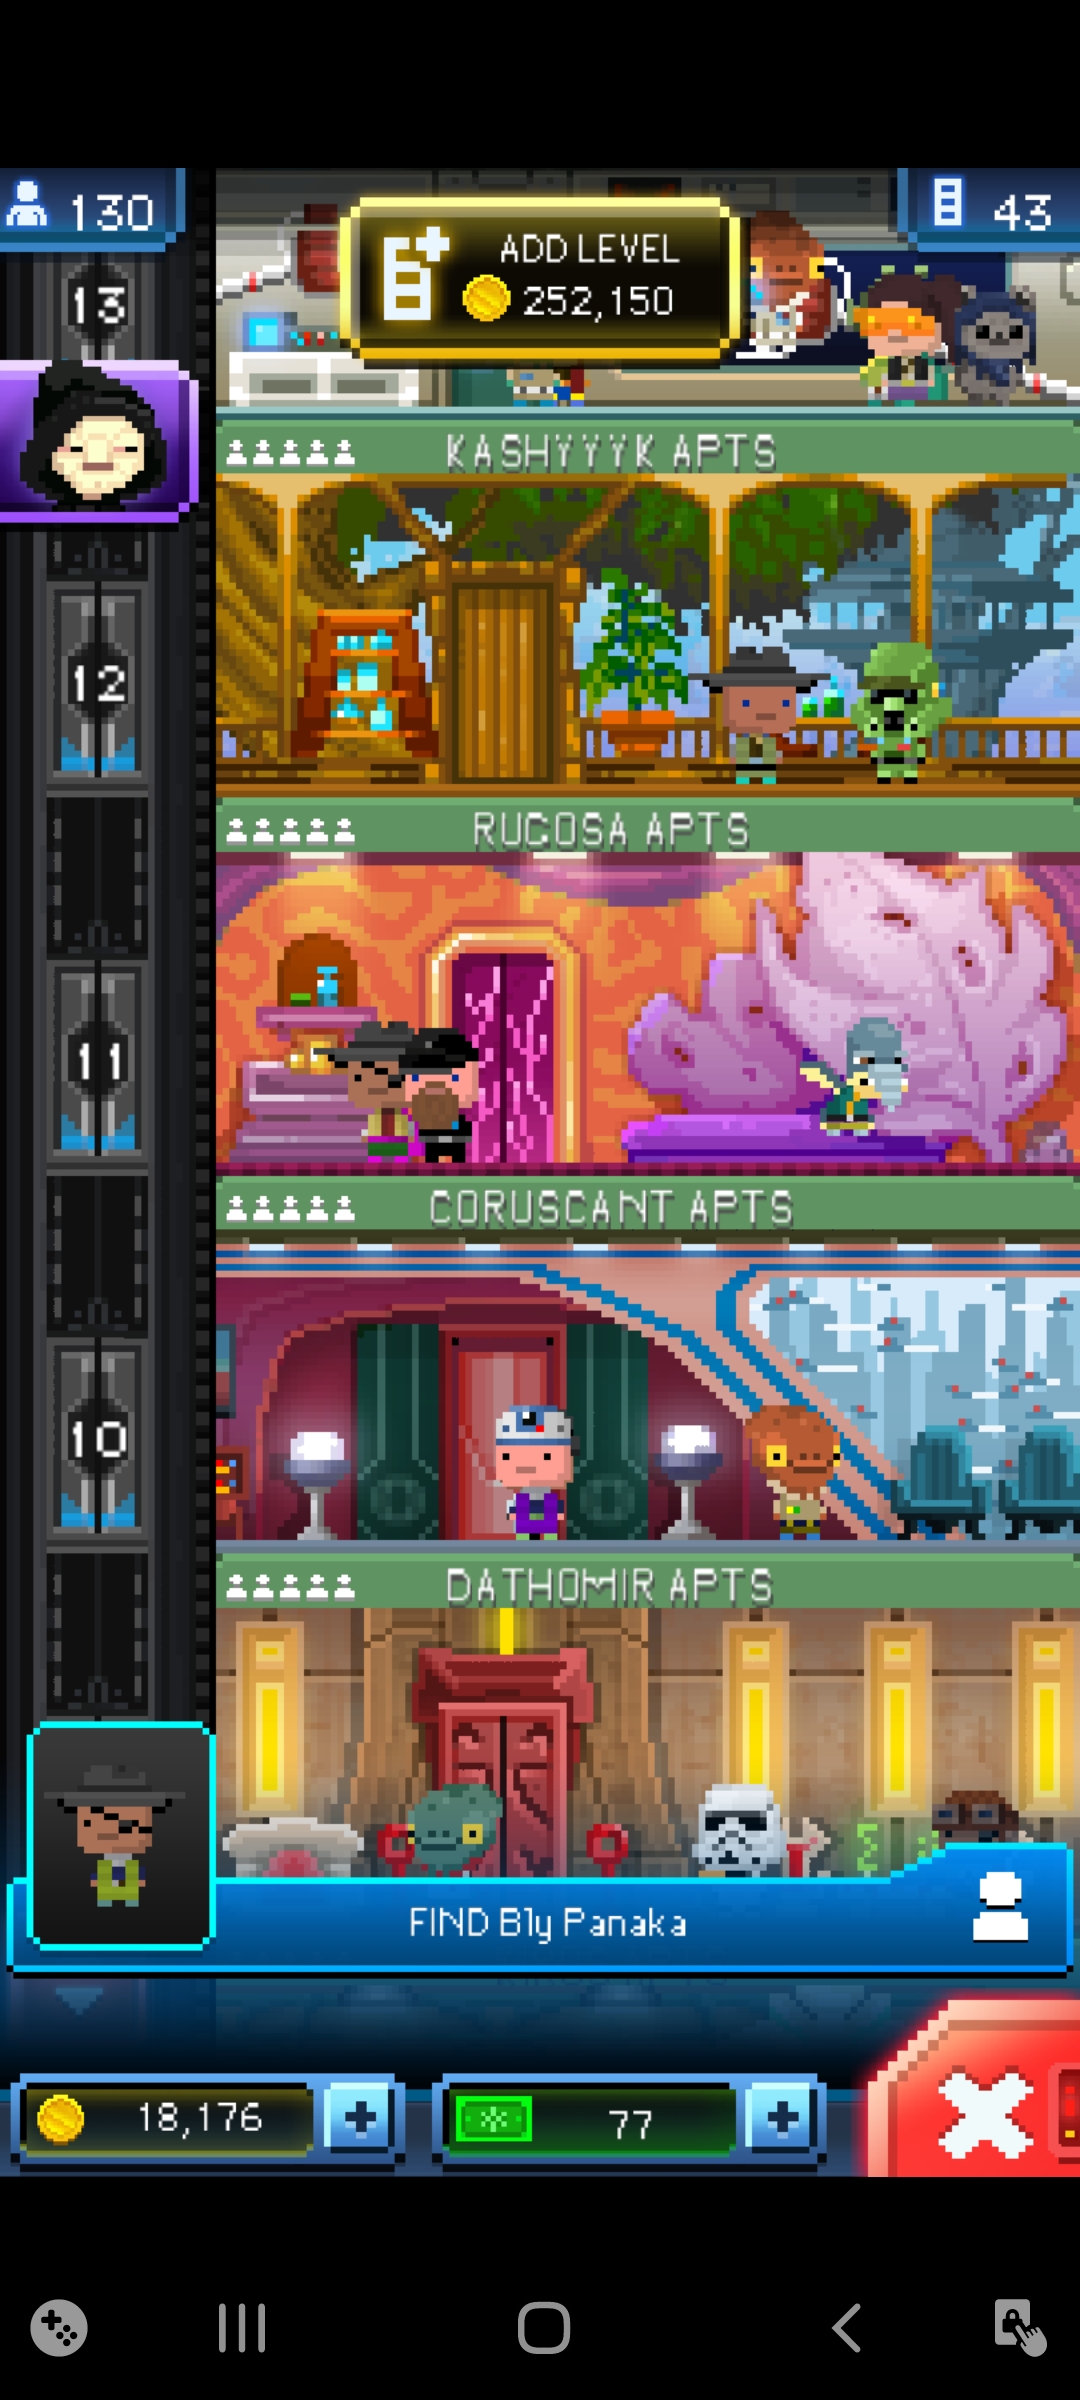 130
ADD LEVEL
252,150
43
13
KASHYYYK APTS
12
RUCOSA APTS
11
CORUSCANT APTS
10
DATHOMIR APTS
FIND Bly Panaka
18,176
77